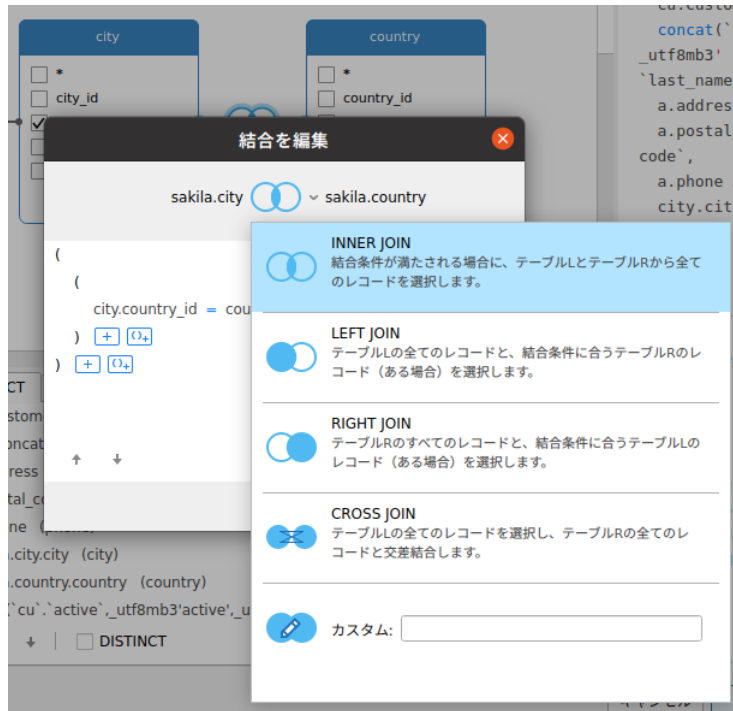 city
country
*
*
city_id
country_id
cu.custo
concat(`
_utf8mb3'
`last_name
a.addres
a.postal
code`,
a.phone
city.cit
結合を編集
sakila.city
sakila.country
(
(
city.country_id = cou
)
)
INNER JOIN
結合条件が満たされる場合に、テーブルLとテーブルRから全て
のレコードを選択します。
LEFT JOIN
テーブルLの全てのレコードと、結合条件に合うテーブルRのレ
コード（ある場合）を選択します。
RIGHT JOIN
テーブルRのすべてのレコードと、結合条件に合うテーブルLの
レコード（ある場合）を選択します。
CROSS JOIN
テーブルLの全てのレコードを選択し、テーブルRの全てのレ
コードと交差結合します。
カスタム:
CT
stom
oncat
ress
tal_co
ne (phone)
.city.city (city)
.country.country (country)
(`cu`.`active`,_utf8mb3'active',_u
DISTINCT
キャンセル